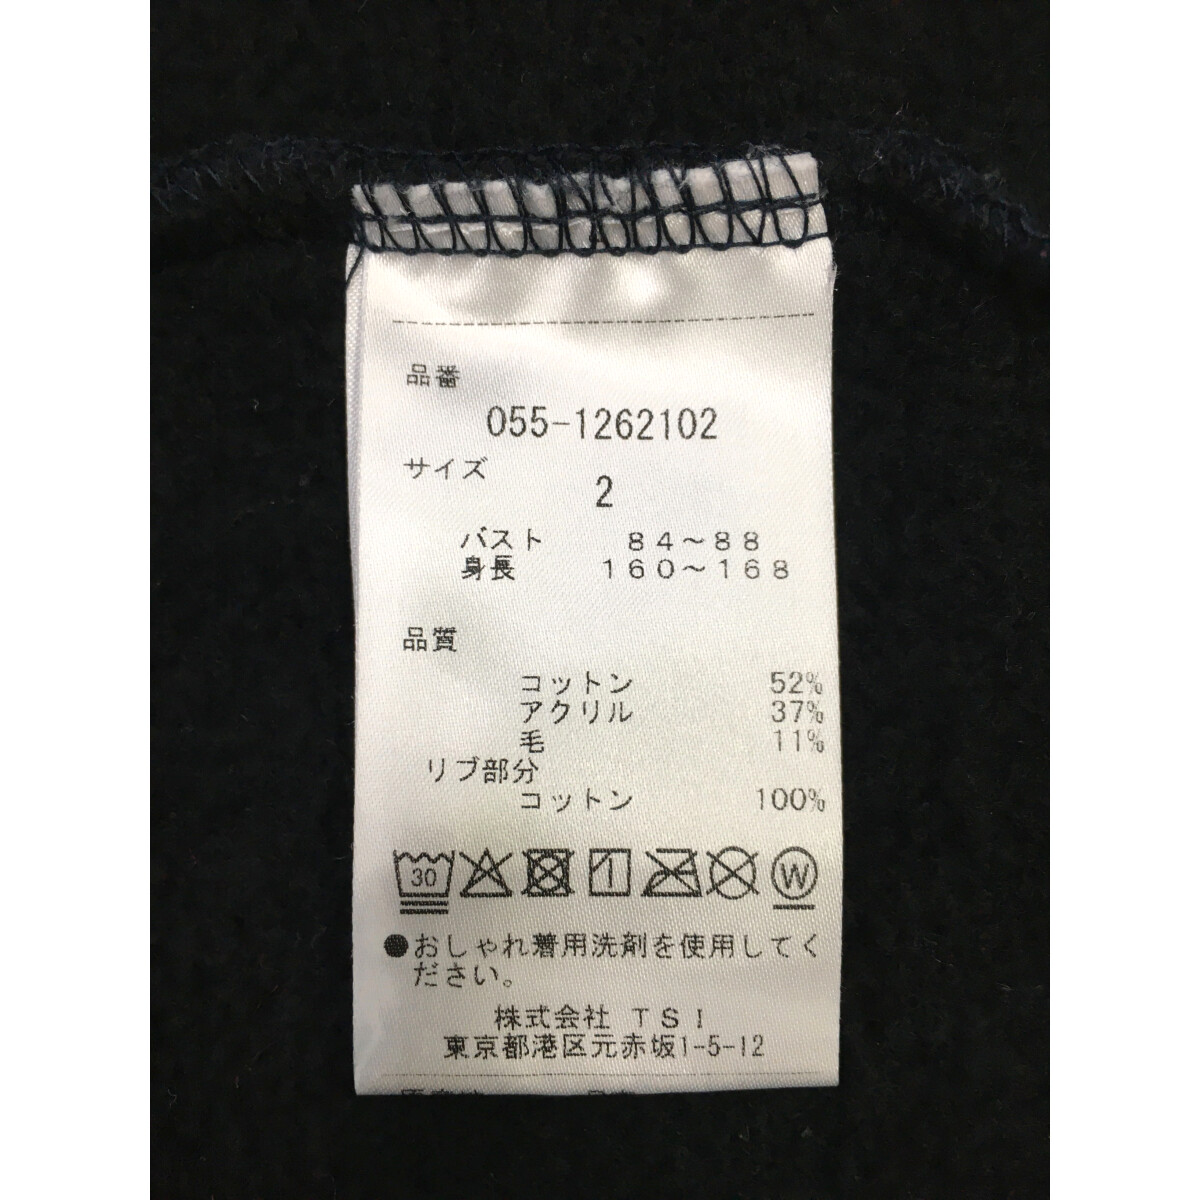 品番
055-1262102
サイズ
2
バスト 84～88
身長 160～168
品質
コットン 52%
アクリル 37%
毛 11%
リブ部分
コットン 100%
30 1 W
●おしゃれ着用洗剤を使用してく
ださい。
株式会社 TSI
東京都港区元赤坂1-5-12